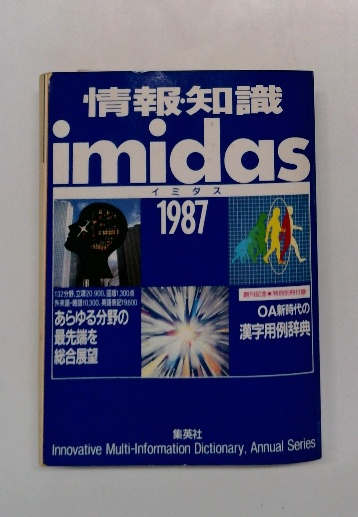 情報・知識
imidas
イミダス
1987
132分野、立項20,900、図版1,300点
外来語・略語10,300、英語表記19,600
あらゆる分野の
最先端を
総合展望
創刊記念★特別別冊付録
OA新時代の
漢字用例辞典
集英社
Innovative Multi-Information Dictionary, Annual Series